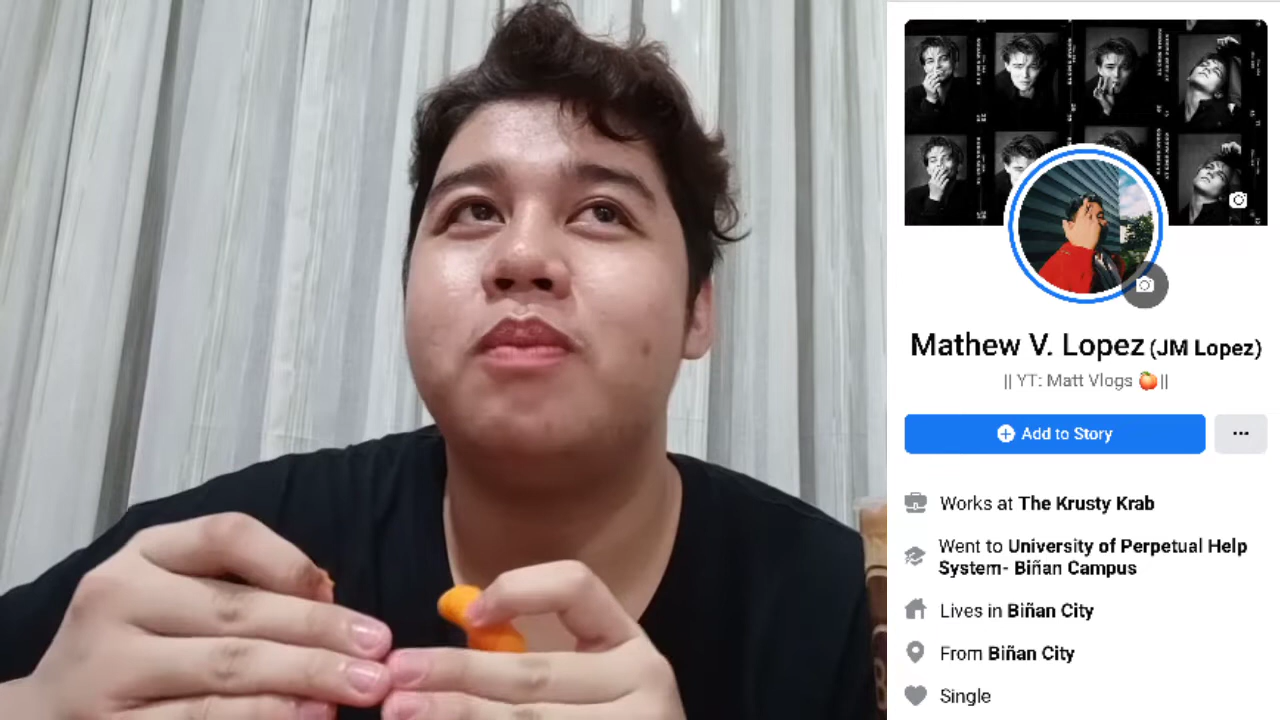 Mathew V. Lopez (JM Lopez)
|| YT: Matt Vlogs 🍑||
Add to Story
Works at The Krusty Krab
Went to University of Perpetual Help
System- Biñan Campus
Lives in Biñan City
From Biñan City
Single